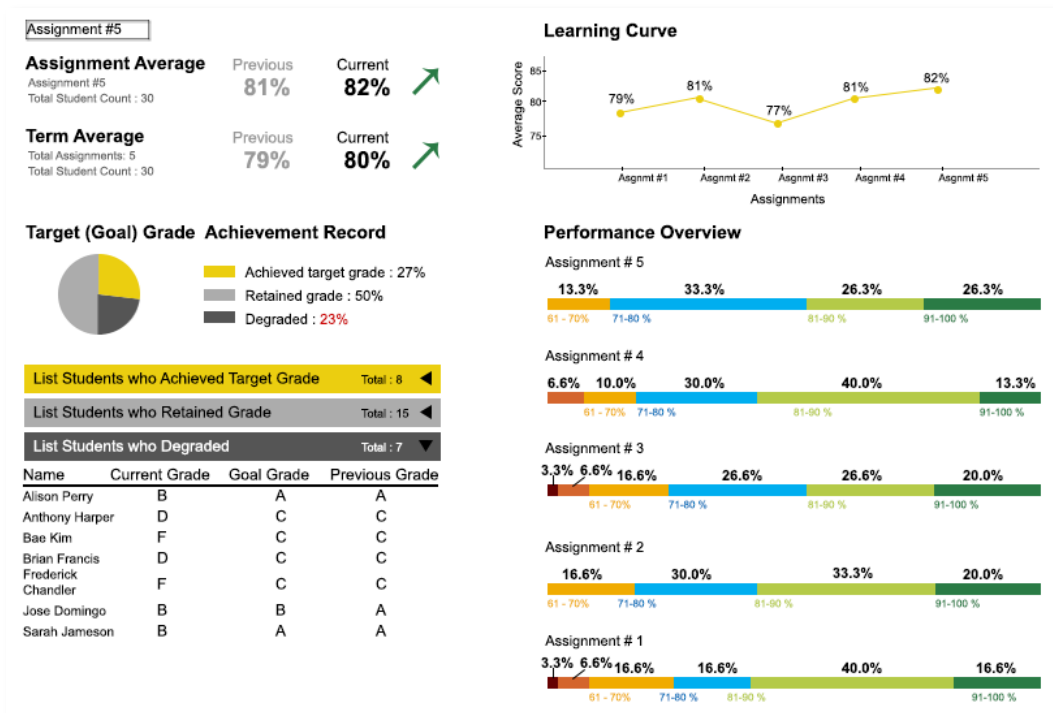 Assignment #5
Assignment Average
Assignment #5
Total Student Count : 30
Previous
81%
Current
82%
Term Average
Total Assignments: 5
Total Student Count : 30
Previous
79%
Current
80%
Learning Curve
Average Score
85
80
75
79%
81%
77%
81%
82%
Asgnmt #1 Asgnmt #2 Asgnmt #3 Asgnmt #4 Asgnmt #5
Assignments
Target (Goal) Grade Achievement Record
Achieved target grade : 27%
Retained grade : 50%
Degraded : 23%
List Students who Achieved Target Grade Total : 8
List Students who Retained Grade Total : 15
List Students who Degraded Total : 7
Name Current Grade Goal Grade Previous Grade
Alison Perry B A A
Anthony Harper D C C
Bae Kim F C C
Brian Francis D C C
Frederick
Chandler F C C
Jose Domingo B B A
Sarah Jameson B A A
Performance Overview
Assignment # 5
13.3% 33.3% 26.3% 26.3%
61 - 70% 71-80 % 81-90 % 91-100 %
Assignment # 4
6.6% 10.0% 30.0% 40.0% 13.3%
61 - 70% 71-80 % 81-90 % 91-100 %
Assignment # 3
3.3% 6.6% 16.6% 26.6% 26.6% 20.0%
61 - 70% 71-80 % 81-90 % 91-100 %
Assignment # 2
16.6% 30.0% 33.3% 20.0%
61 - 70% 71-80 % 81-90 % 91-100 %
Assignment # 1
3.3% 6.6% 16.6% 16.6% 40.0% 16.6%
61 - 70% 71-80 % 81-90 % 91-100 %